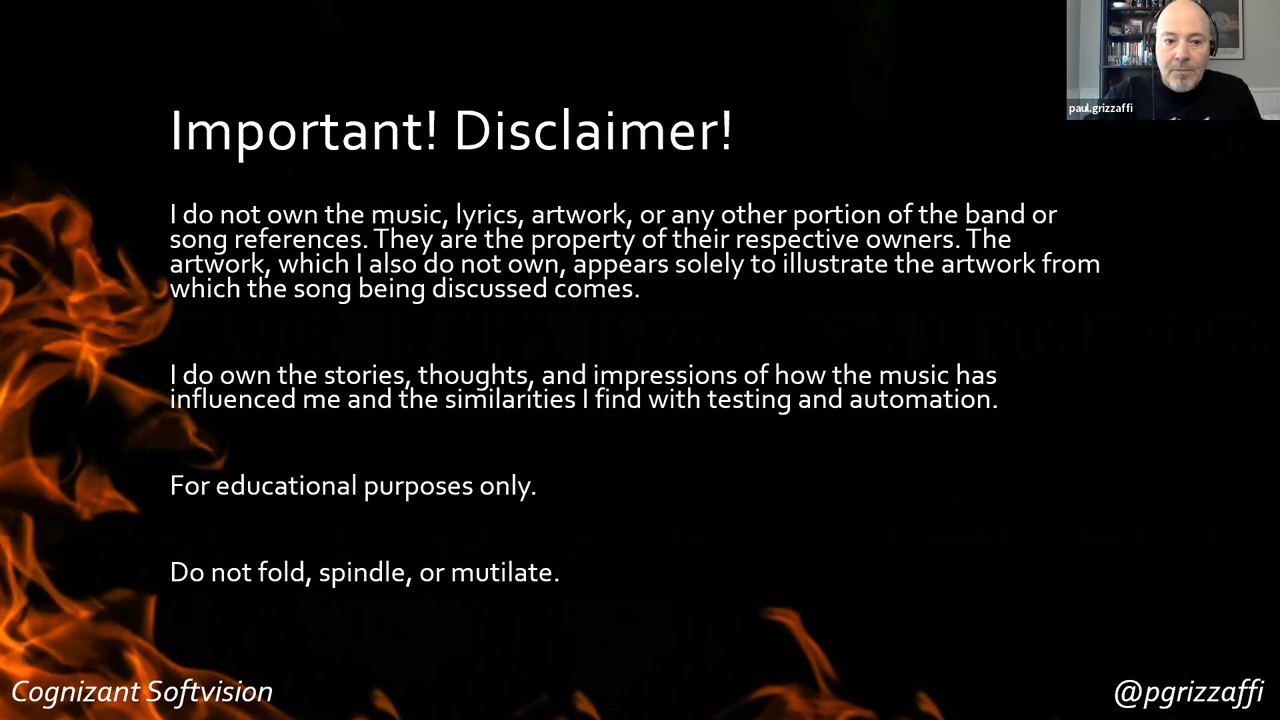 paul.grizzaffi
Important! Disclaimer!
I do not own the music, lyrics, artwork, or any other portion of the band or
song references. They are the property of their respective owners. The
artwork, which I also do not own, appears solely to illustrate the artwork from
which the song being discussed comes.
I do own the stories, thoughts, and impressions of how the music has
influenced me and the similarities I find with testing and automation.
For educational purposes only.
Do not fold, spindle, or mutilate.
Cognizant Softvision
@pgrizzaffi